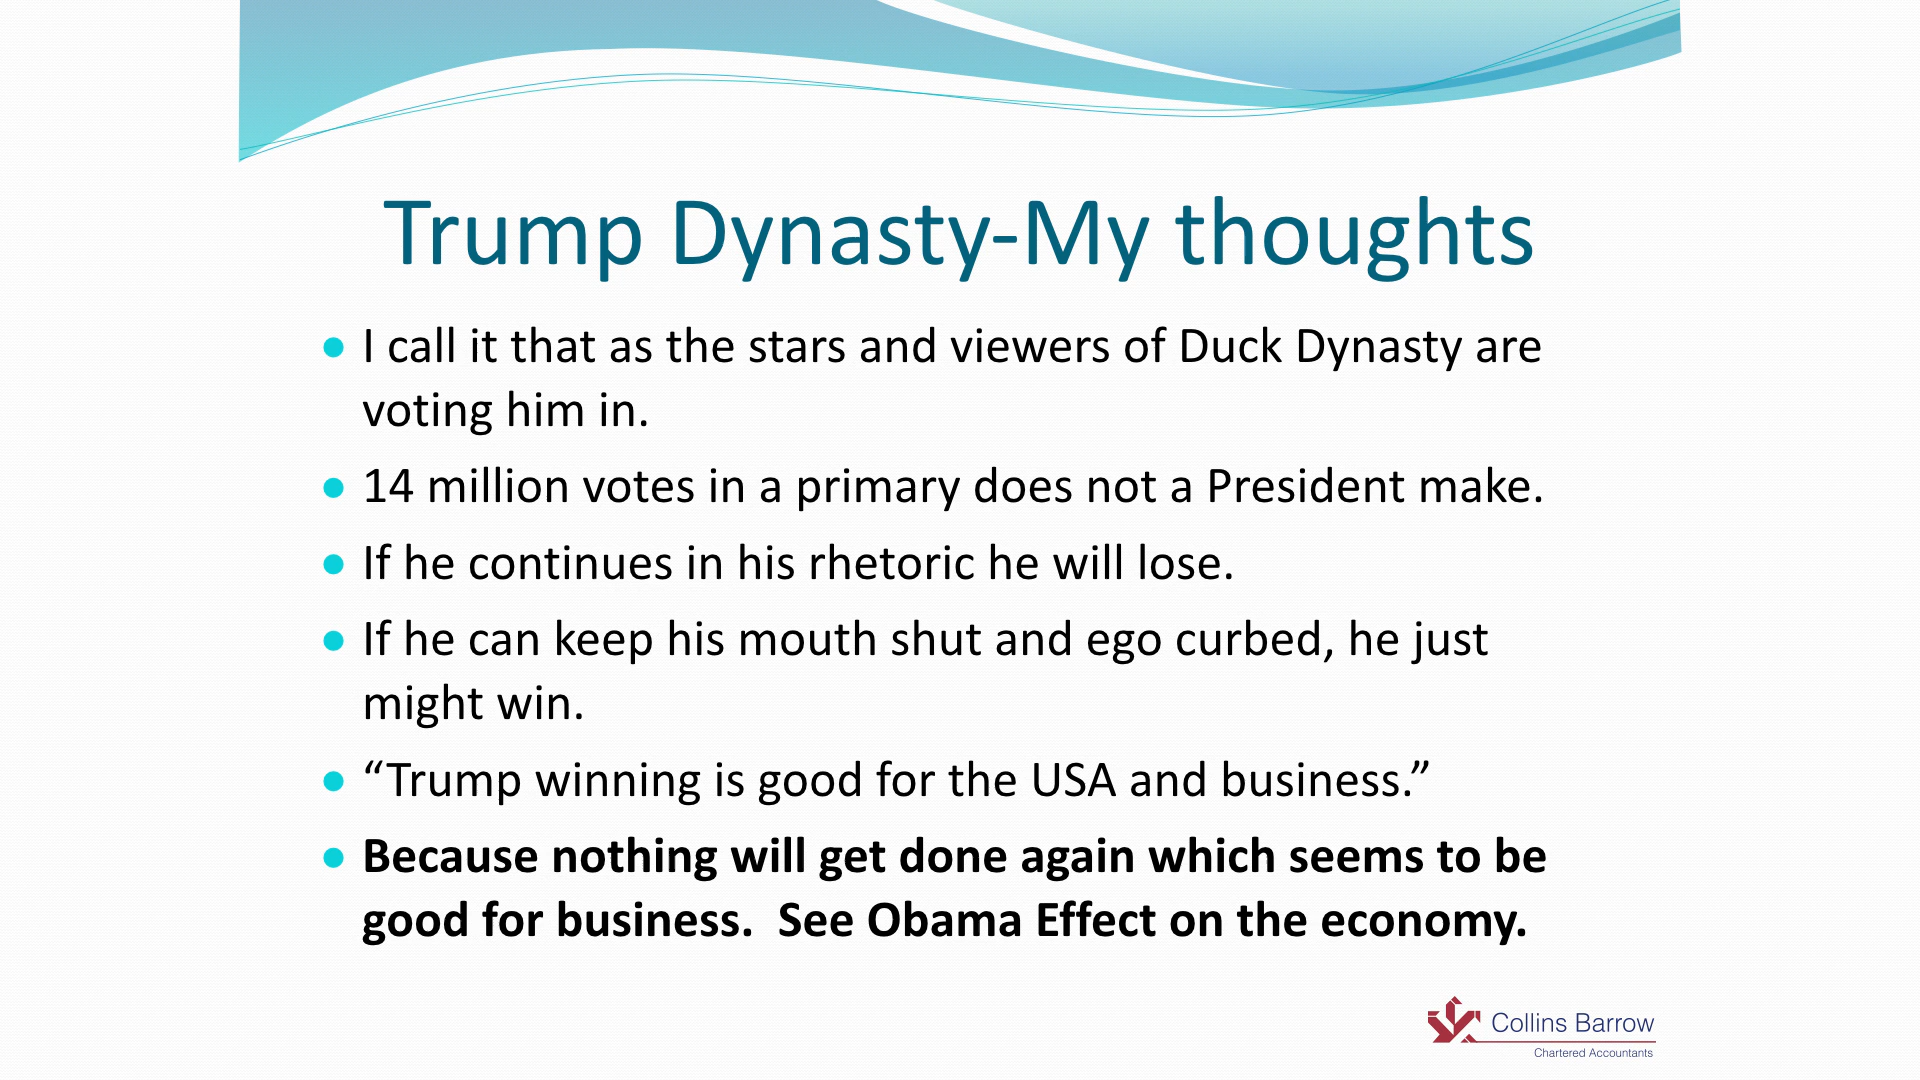 Trump Dynasty-My thoughts
• I call it that as the stars and viewers of Duck Dynasty are
voting him in.
• 14 million votes in a primary does not a President make.
• If he continues in his rhetoric he will lose.
• If he can keep his mouth shut and ego curbed, he just
might win.
• “Trump winning is good for the USA and business.”
• Because nothing will get done again which seems to be
good for business.  See Obama Effect on the economy.
Collins Barrow
Chartered Accountants